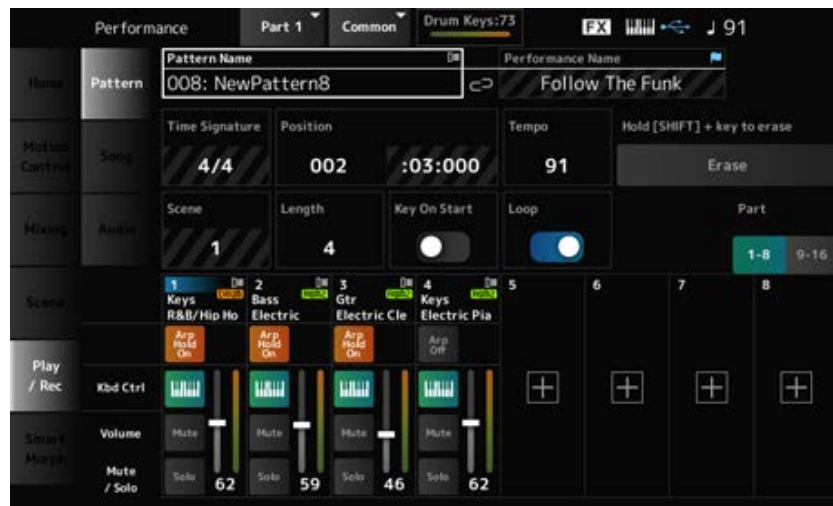 Performance Part 1 Common Drum Keys:73 FX ♩ 91
Home
Pattern
Pattern Name
008: NewPattern8
Performance Name
Follow The Funk
Motion
Control
Song
Time Signature
4/4
Position
002 :03:000
Tempo
91
Hold [SHIFT] + key to erase
Erase
Mixing
Audio
Scene
1
Length
4
Key On Start
Loop
Part
1-8 9-16
Scene
1
Keys
R&B/Hip Ho
2
Bass
Electric
3
Gtr
Electric Cle
4
Keys
Electric Pia
5 6 7 8
Arp
Hold
On
Arp
Hold
On
Arp
Hold
On
Arp
Off
Play
/ Rec
Kbd Ctrl
Smart
Morph
Volume
Mute Mute Mute Mute
Mute
/ Solo
Solo 62 Solo 59 Solo 46 Solo 62